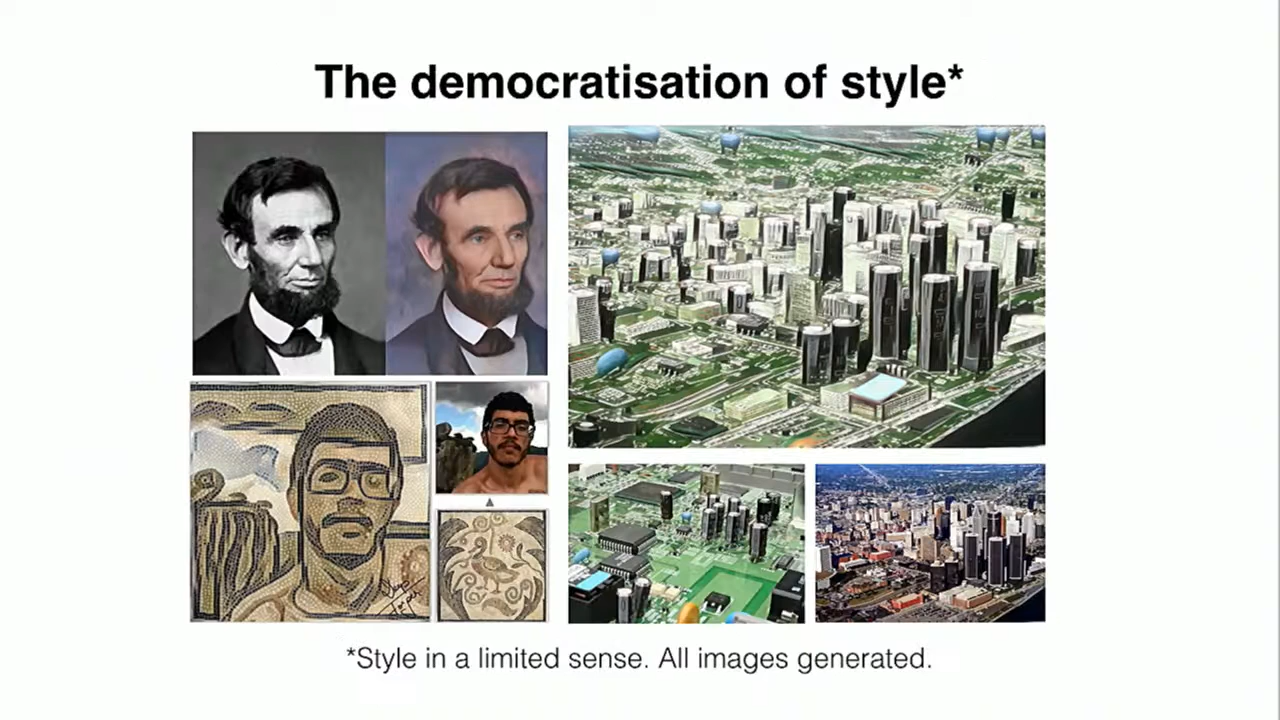 The democratisation of style*
*Style in a limited sense. All images generated.